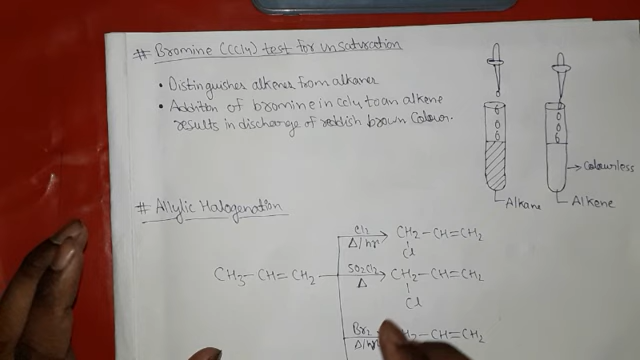 # Bromine (CCl4) test for unsaturation
• Distinguishes alkenes from alkanes
• Addition of bromine in CCl4 to an alkene
results in discharge of reddish brown Colour.
→Colourless
Alkane
Alkene
# Allylic Halogenation
Cl2
Δ/hν
CH2-CH=CH2
Cl
CH3-CH=CH2
SO2Cl2
Δ
CH2-CH=CH2
Cl
Br2
Δ/hν
-CH=CH2